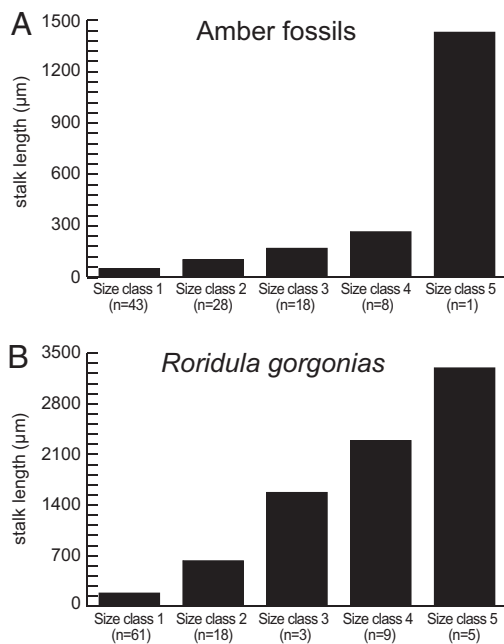 A
Amber fossils
stalk length (µm)
1500
1200
900
600
300
0
Size class 1 Size class 2 Size class 3 Size class 4 Size class 5
(n=43) (n=28) (n=18) (n=8) (n=1)
B
Roridula gorgonias
stalk length (µm)
3500
2800
2100
1400
700
0
Size class 1 Size class 2 Size class 3 Size class 4 Size class 5
(n=61) (n=18) (n=3) (n=9) (n=5)